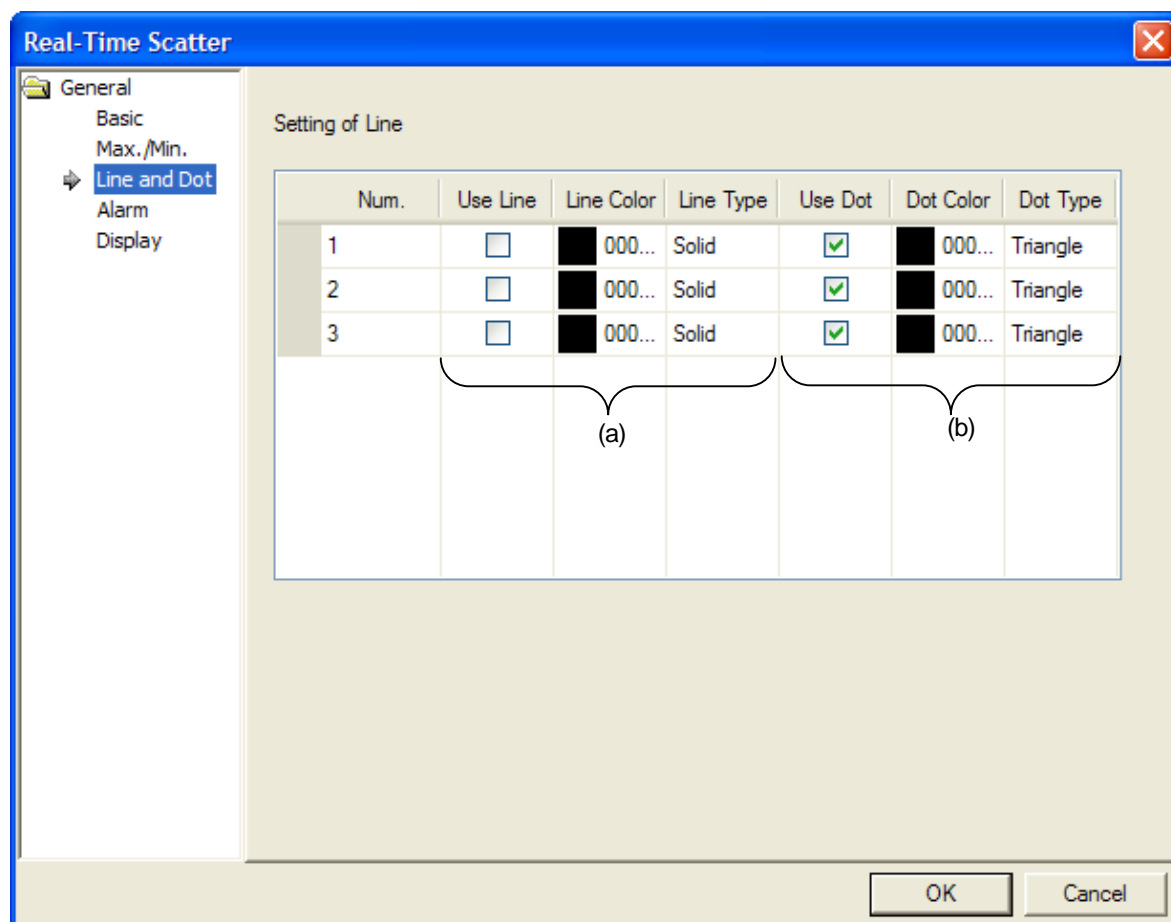 Real-Time Scatter
General
Basic
Max./Min.
Line and Dot
Alarm
Display
Setting of Line
Num. Use Line Line Color Line Type Use Dot Dot Color Dot Type
1 000... Solid 000... Triangle
2 000... Solid 000... Triangle
3 000... Solid 000... Triangle
(a) (b)
OK Cancel